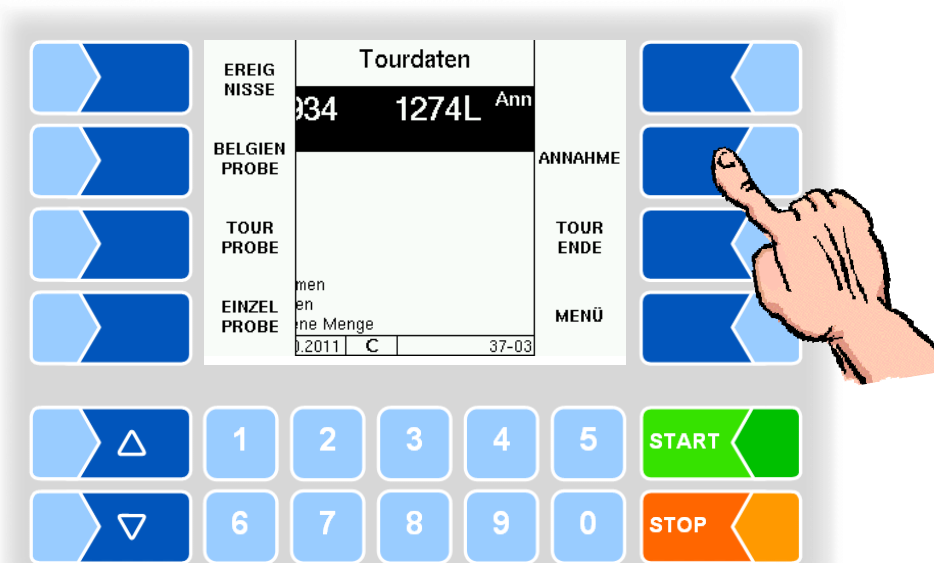 Tourdaten
EREIG
NISSE
934 1274L Ann
BELGIEN
PROBE
ANNAHME
TOUR
PROBE
TOUR
ENDE
men
en
ene Menge
EINZEL
PROBE
MENÜ
0.2011 C 37-03
1 2 3 4 5 START
6 7 8 9 0 STOP